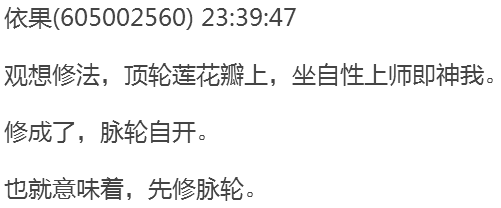 依果(605002560) 23:39:47
观想修法，顶轮莲花瓣上，坐自性上师即神我。
修成了，脉轮自开。
也就意味着，先修脉轮。